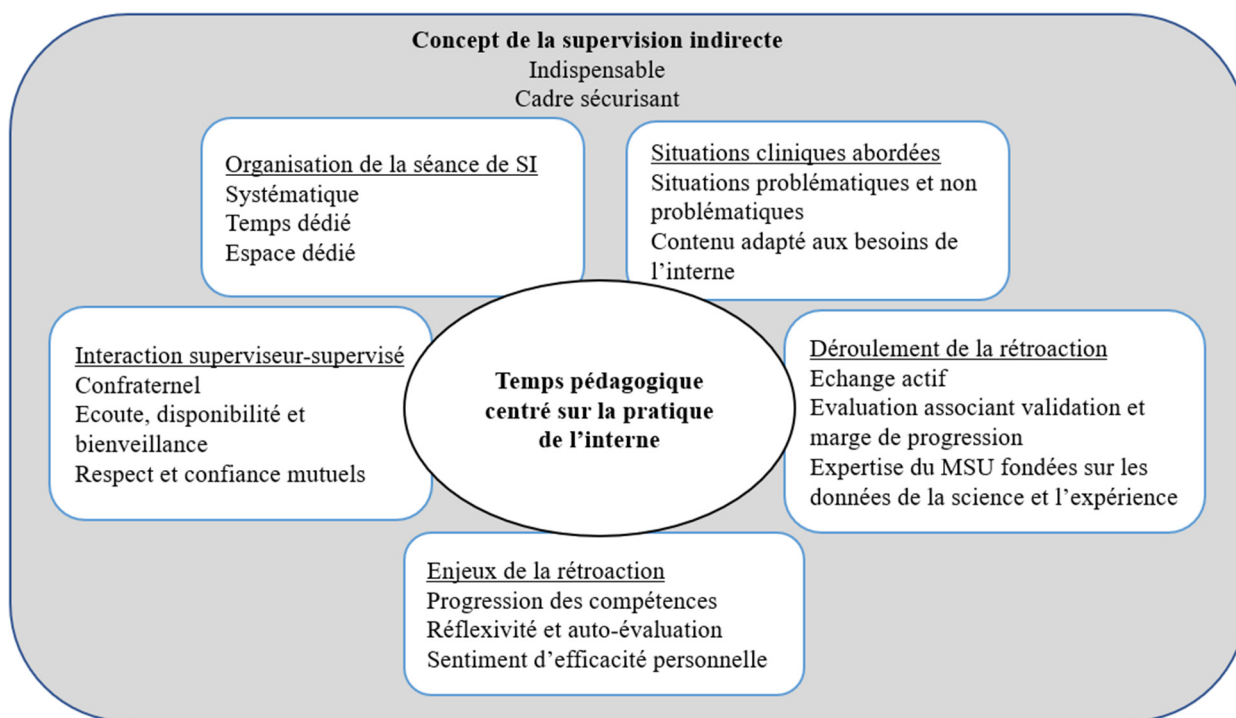 Concept de la supervision indirecte
Indispensable
Cadre sécurisant
Organisation de la séance de SI
Systématique
Temps dédié
Espace dédié
Situations cliniques abordées
Situations problématiques et non
problématiques
Contenu adapté aux besoins de
l’interne
Interaction superviseur-supervisé
Confraternel
Ecoute, disponibilité et
bienveillance
Respect et confiance mutuels
Temps pédagogique
centré sur la pratique
de l’interne
Déroulement de la rétroaction
Echange actif
Evaluation associant validation et
marge de progression
Expertise du MSU fondées sur les
données de la science et l’expérience
Enjeux de la rétroaction
Progression des compétences
Réflexivité et auto-évaluation
Sentiment d’efficacité personnelle